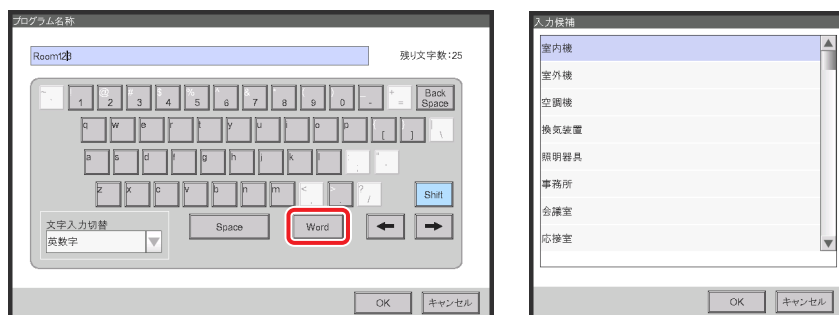 プログラム名称
Room123
残り文字数:25
1 2 3 4 5 6 7 8 9 0 - = Back Space
q w e r t y u i o p [ ] \
a s d f g h j k l ; '
z x c v b n m < , > . ? / Shift
文字入力切替
英数字
Space
Word
OK
キャンセル
入力候補
室内機
室外機
空調機
換気装置
照明器具
事務所
会議室
応接室
OK
キャンセル